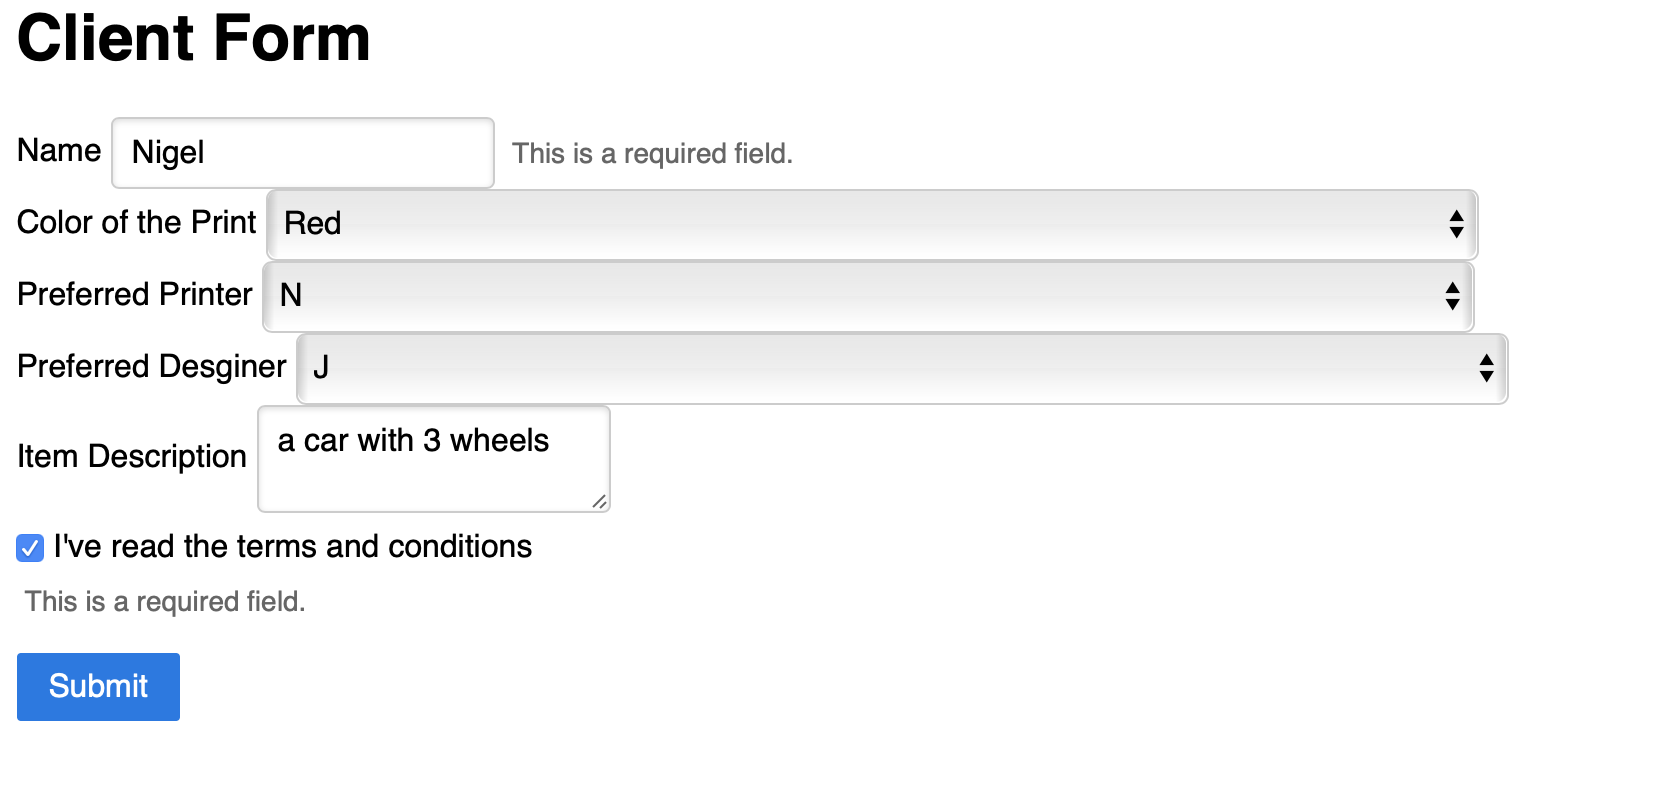 Client Form
Name Nigel This is a required field.
Color of the Print Red
Preferred Printer N
Preferred Desginer J
Item Description a car with 3 wheels
I've read the terms and conditions
This is a required field.
Submit